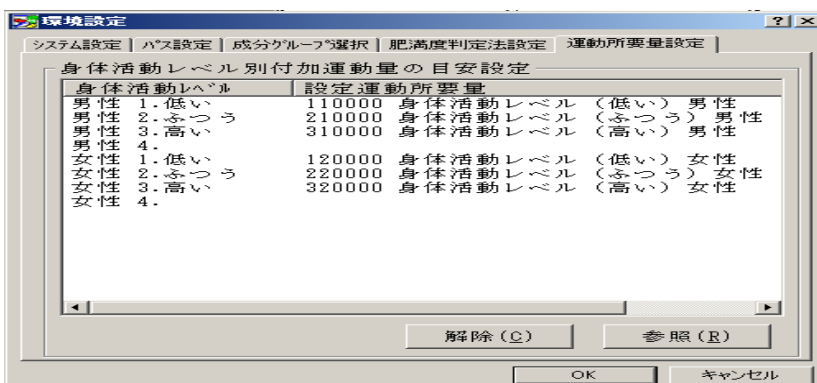 環境設定
システム設定 パス設定 成分グループ選択 肥満度判定法設定 運動所要量設定
身体活動レベル別付加運動量の目安設定
身体活動レベル 設定運動所要量
男性 1.低い 110000 身体活動レベル (低い) 男性
男性 2.ふつう 210000 身体活動レベル (ふつう) 男性
男性 3.高い 310000 身体活動レベル (高い) 男性
男性 4.
女性 1.低い 120000 身体活動レベル (低い) 女性
女性 2.ふつう 220000 身体活動レベル (ふつう) 女性
女性 3.高い 320000 身体活動レベル (高い) 女性
女性 4.
解除(C) 参照(R)
OK キャンセル